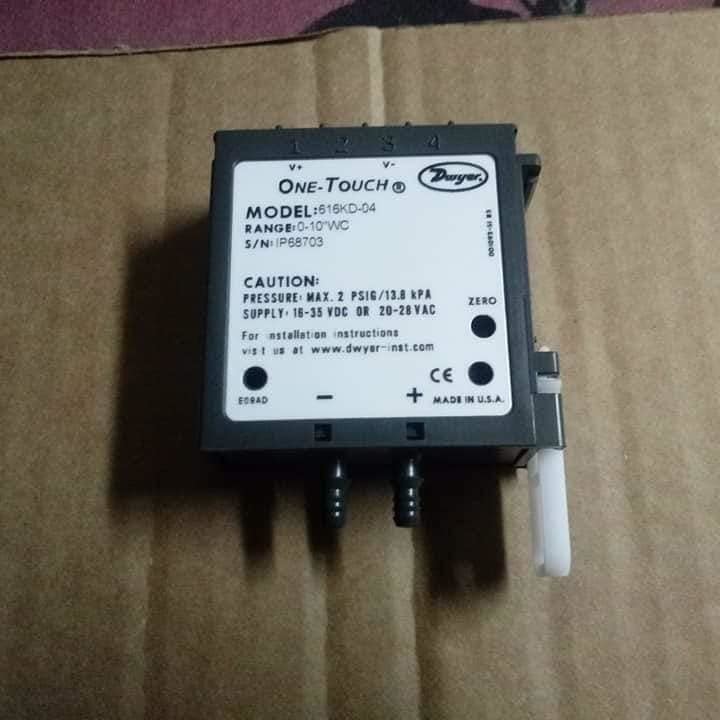 1 2 3 4
V+ V-
ONE-TOUCH ®
Dwyer®
MODEL: 616KD-04
RANGE: 0-10"WC
S/N: IP68703
CAUTION:
PRESSURE: MAX. 2 PSIG/13.8 kPA
SUPPLY: 16-35 VDC OR 20-28 VAC
ZERO
For installation instructions
visit us at www.dwyer-inst.com
CE
E09AD
- +
MADE IN U.S.A.